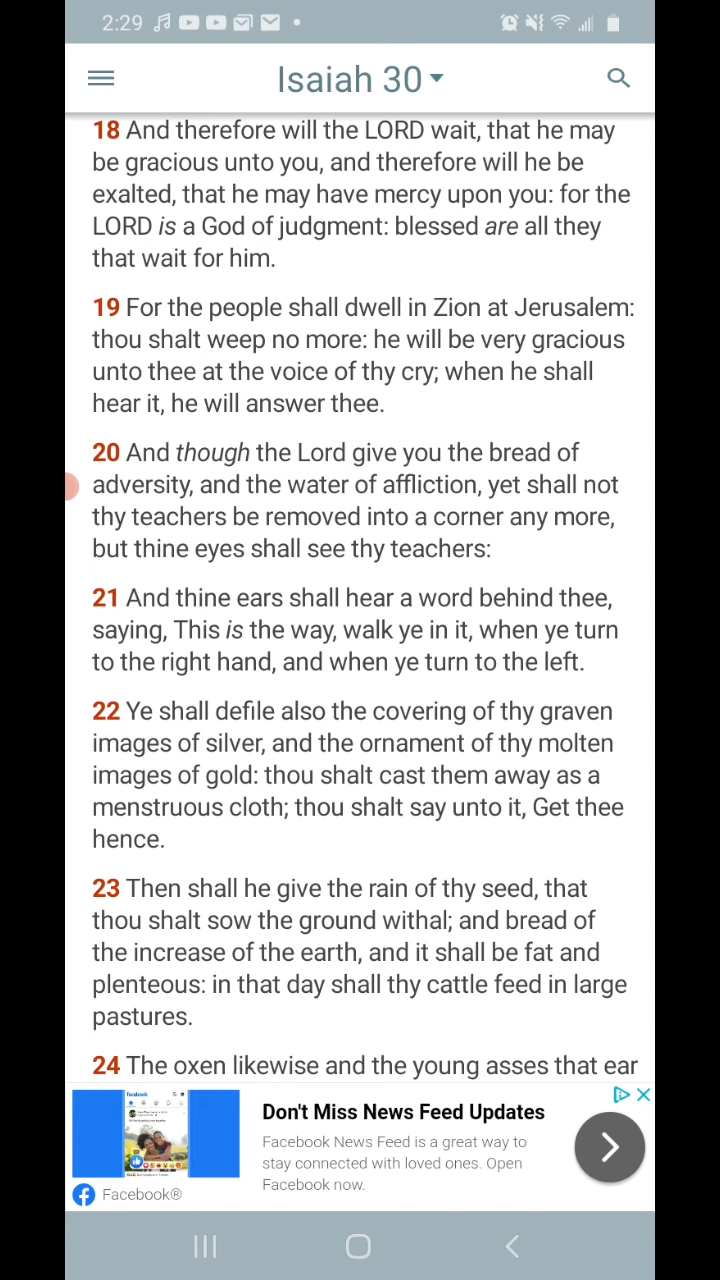 2:29
Isaiah 30
18 And therefore will the LORD wait, that he may
be gracious unto you, and therefore will he be
exalted, that he may have mercy upon you: for the
LORD is a God of judgment: blessed are all they
that wait for him.
19 For the people shall dwell in Zion at Jerusalem:
thou shalt weep no more: he will be very gracious
unto thee at the voice of thy cry; when he shall
hear it, he will answer thee.
20 And though the Lord give you the bread of
adversity, and the water of affliction, yet shall not
thy teachers be removed into a corner any more,
but thine eyes shall see thy teachers:
21 And thine ears shall hear a word behind thee,
saying, This is the way, walk ye in it, when ye turn
to the right hand, and when ye turn to the left.
22 Ye shall defile also the covering of thy graven
images of silver, and the ornament of thy molten
images of gold: thou shalt cast them away as a
menstruous cloth; thou shalt say unto it, Get thee
hence.
23 Then shall he give the rain of thy seed, that
thou shalt sow the ground withal; and bread of
the increase of the earth, and it shall be fat and
plenteous: in that day shall thy cattle feed in large
pastures.
24 The oxen likewise and the young asses that ear
facebook
Don't Miss News Feed Updates
Facebook News Feed is a great way to
stay connected with loved ones. Open
Facebook now.
Facebook®